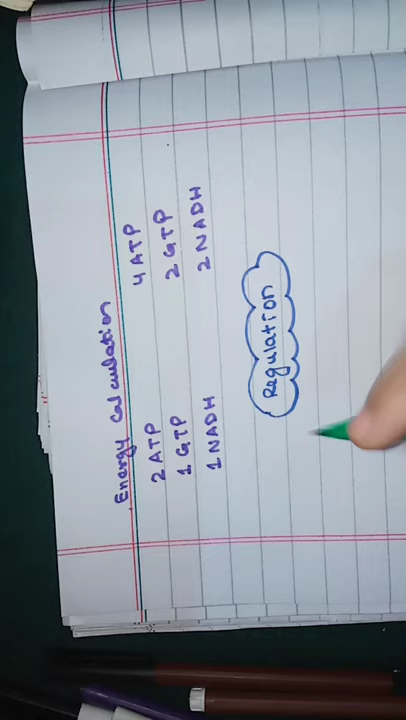 Energy Calculation
2 ATP 4 ATP
1 GTP 2 GTP
1 NADH 2 NADH
Regulation